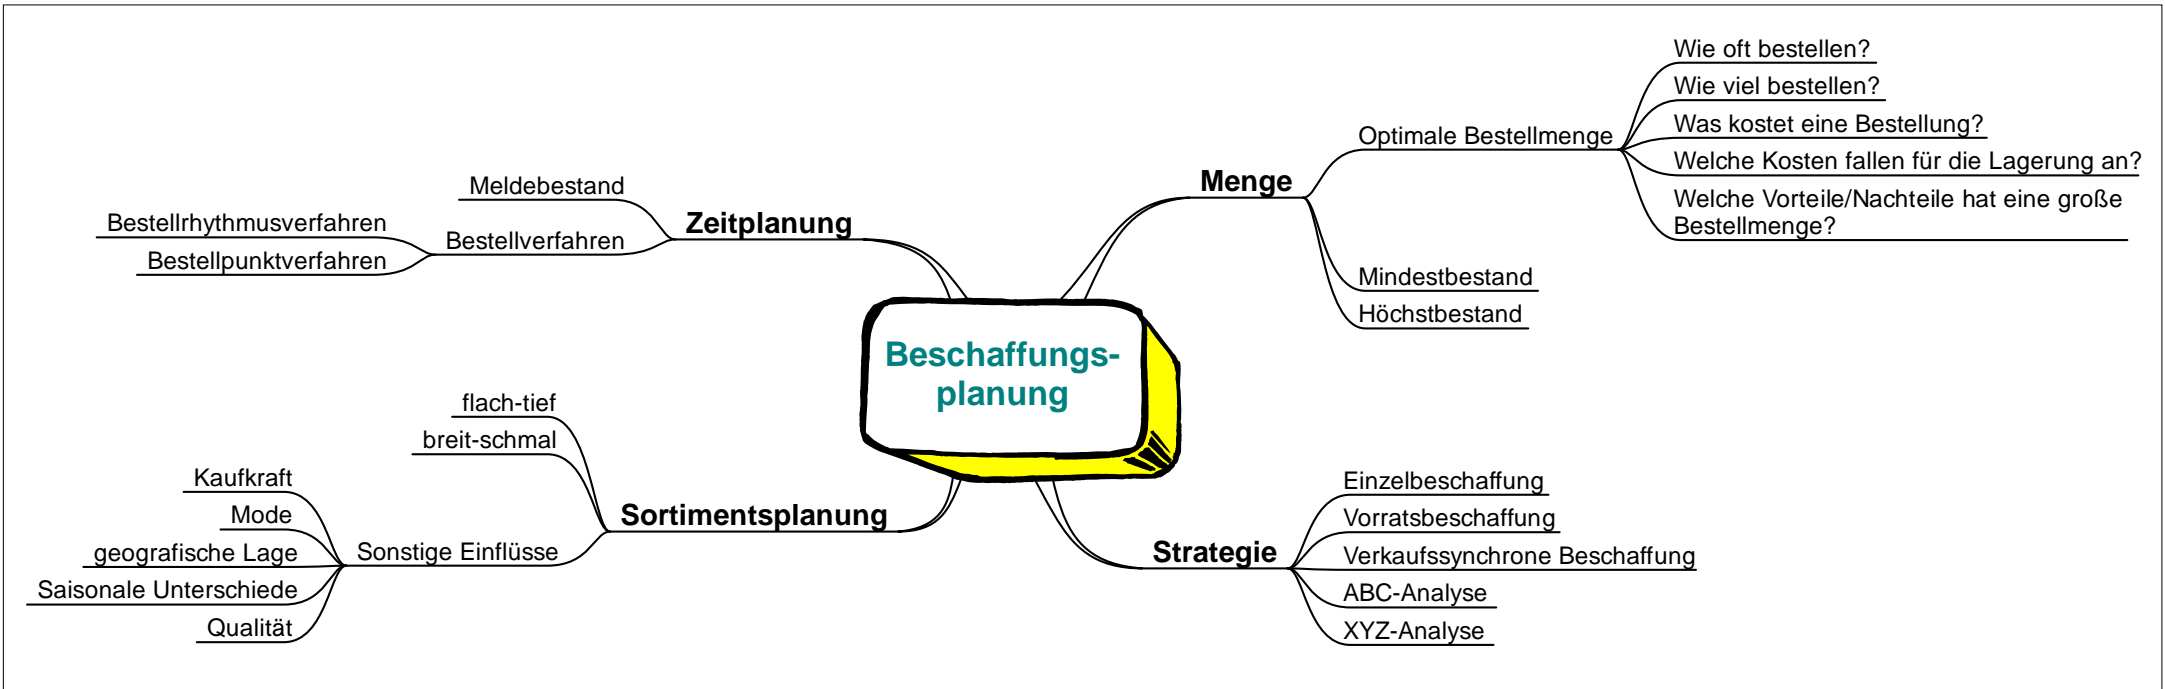 Beschaffungs-
planung
Menge
Optimale Bestellmenge
Wie oft bestellen?
Wie viel bestellen?
Was kostet eine Bestellung?
Welche Kosten fallen für die Lagerung an?
Welche Vorteile/Nachteile hat eine große
Bestellmenge?
Mindestbestand
Höchstbestand
Strategie
Einzelbeschaffung
Vorratsbeschaffung
Verkaufssynchrone Beschaffung
ABC-Analyse
XYZ-Analyse
Zeitplanung
Meldebestand
Bestellverfahren
Bestellrhythmusverfahren
Bestellpunktverfahren
Sortimentsplanung
flach-tief
breit-schmal
Sonstige Einflüsse
Kaufkraft
Mode
geografische Lage
Saisonale Unterschiede
Qualität